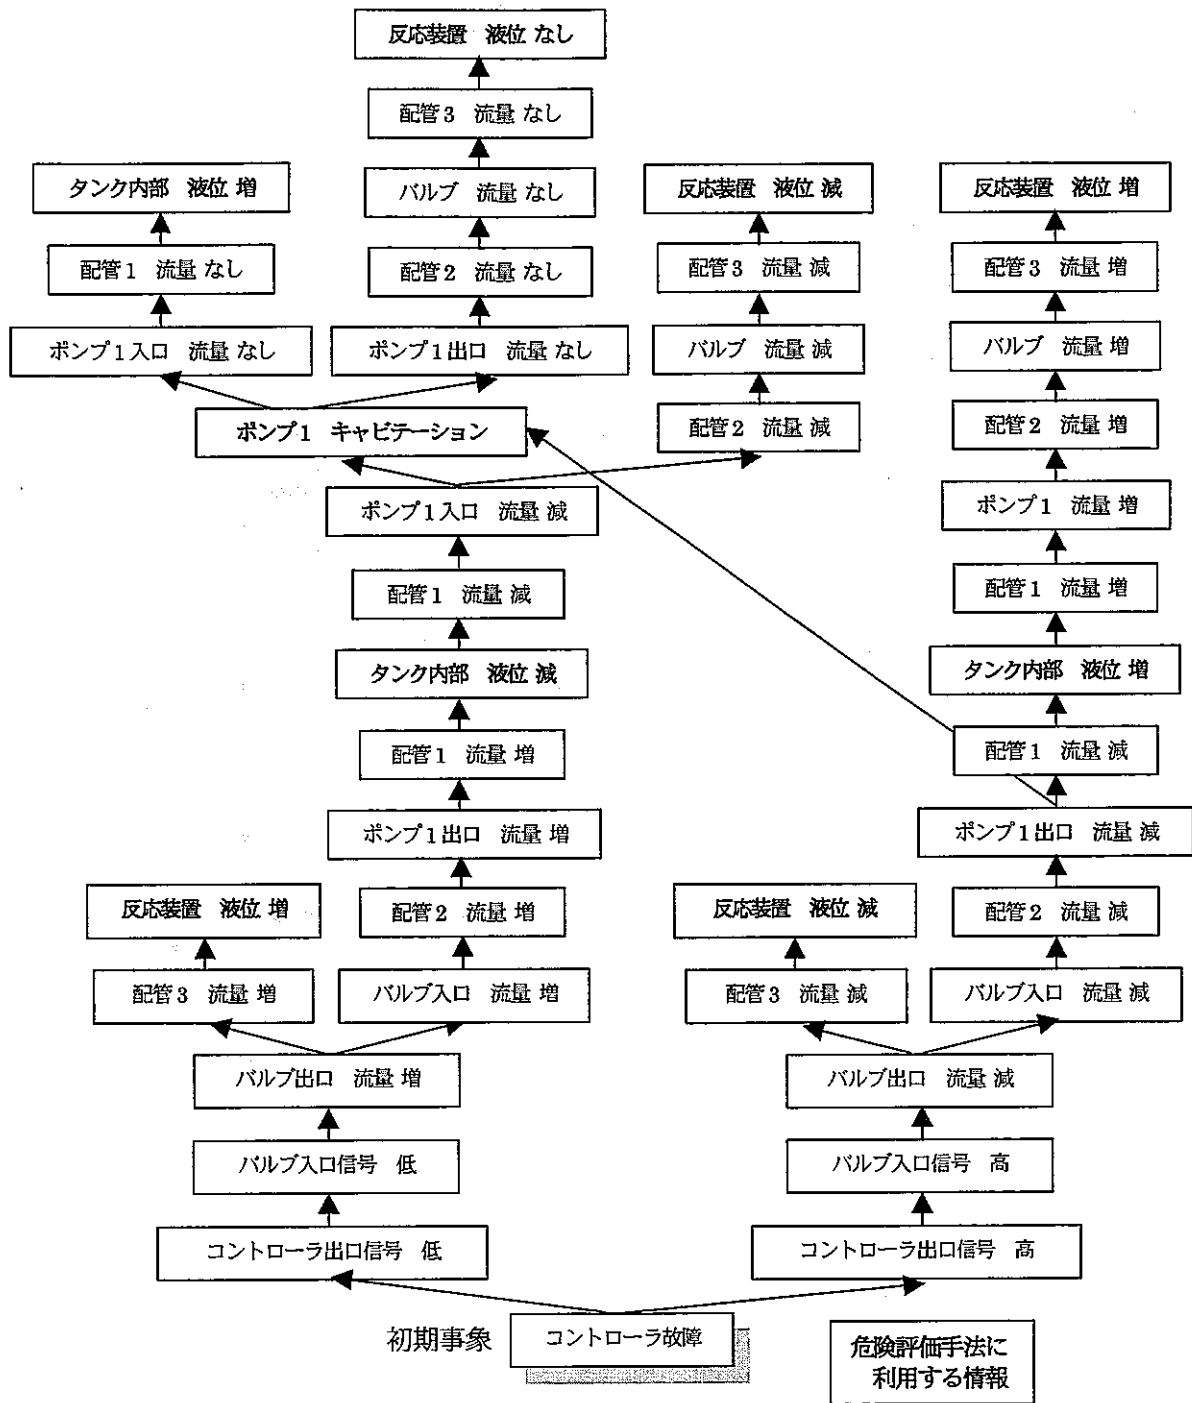 反応装置 液位 なし
配管3 流量 なし
タンク内部 液位 増
バルブ 流量 なし
反応装置 液位 減
反応装置 液位 増
配管1 流量 なし
配管2 流量 なし
配管3 流量 減
配管3 流量 増
ポンプ1入口 流量 なし
ポンプ1出口 流量 なし
バルブ 流量 減
バルブ 流量 増
ポンプ1 キャビテーション
配管2 流量 減
配管2 流量 増
ポンプ1入口 流量 減
ポンプ1 流量 増
配管1 流量 減
配管1 流量 増
タンク内部 液位 減
タンク内部 液位 増
配管1 流量 増
配管1 流量 減
ポンプ1出口 流量 増
ポンプ1出口 流量 減
反応装置 液位 増
配管2 流量 増
反応装置 液位 減
配管2 流量 減
配管3 流量 増
バルブ入口 流量 増
配管3 流量 減
バルブ入口 流量 減
バルブ出口 流量 増
バルブ出口 流量 減
バルブ入口信号 低
バルブ入口信号 高
コントローラ出口信号 低
コントローラ出口信号 高
初期事象
コントローラ故障
危険評価手法に
利用する情報